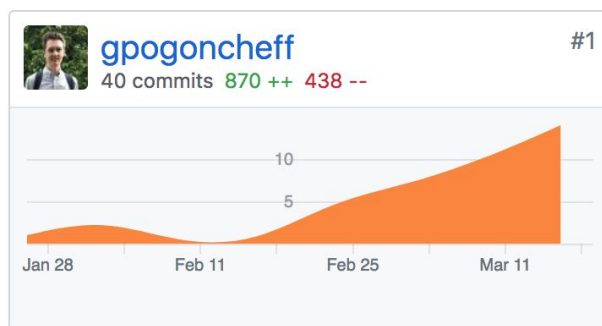 gpogoncheff
#1
40 commits 870 ++ 438 --
10
5
Jan 28 Feb 11 Feb 25 Mar 11